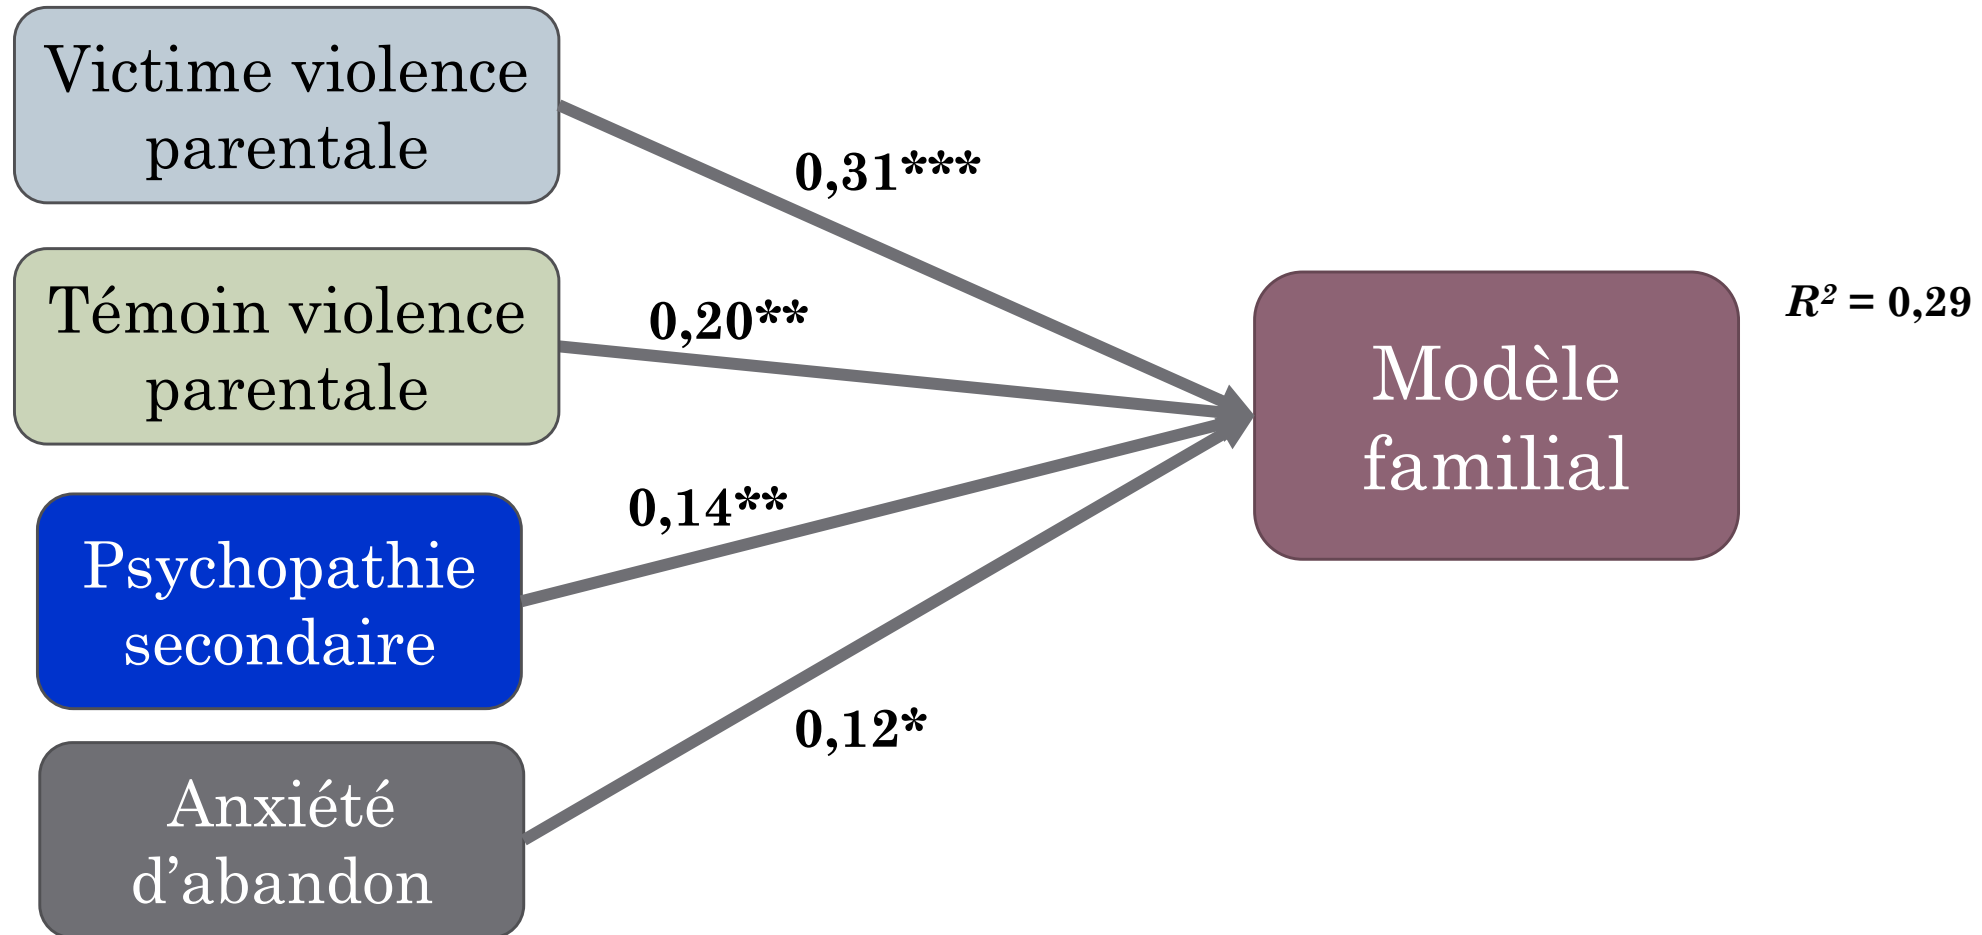 Victime violence
parentale
0,31***
Témoin violence
parentale
0,20**
R² = 0,29
Modèle
familial
0,14**
Psychopathie
secondaire
0,12*
Anxiété
d’abandon